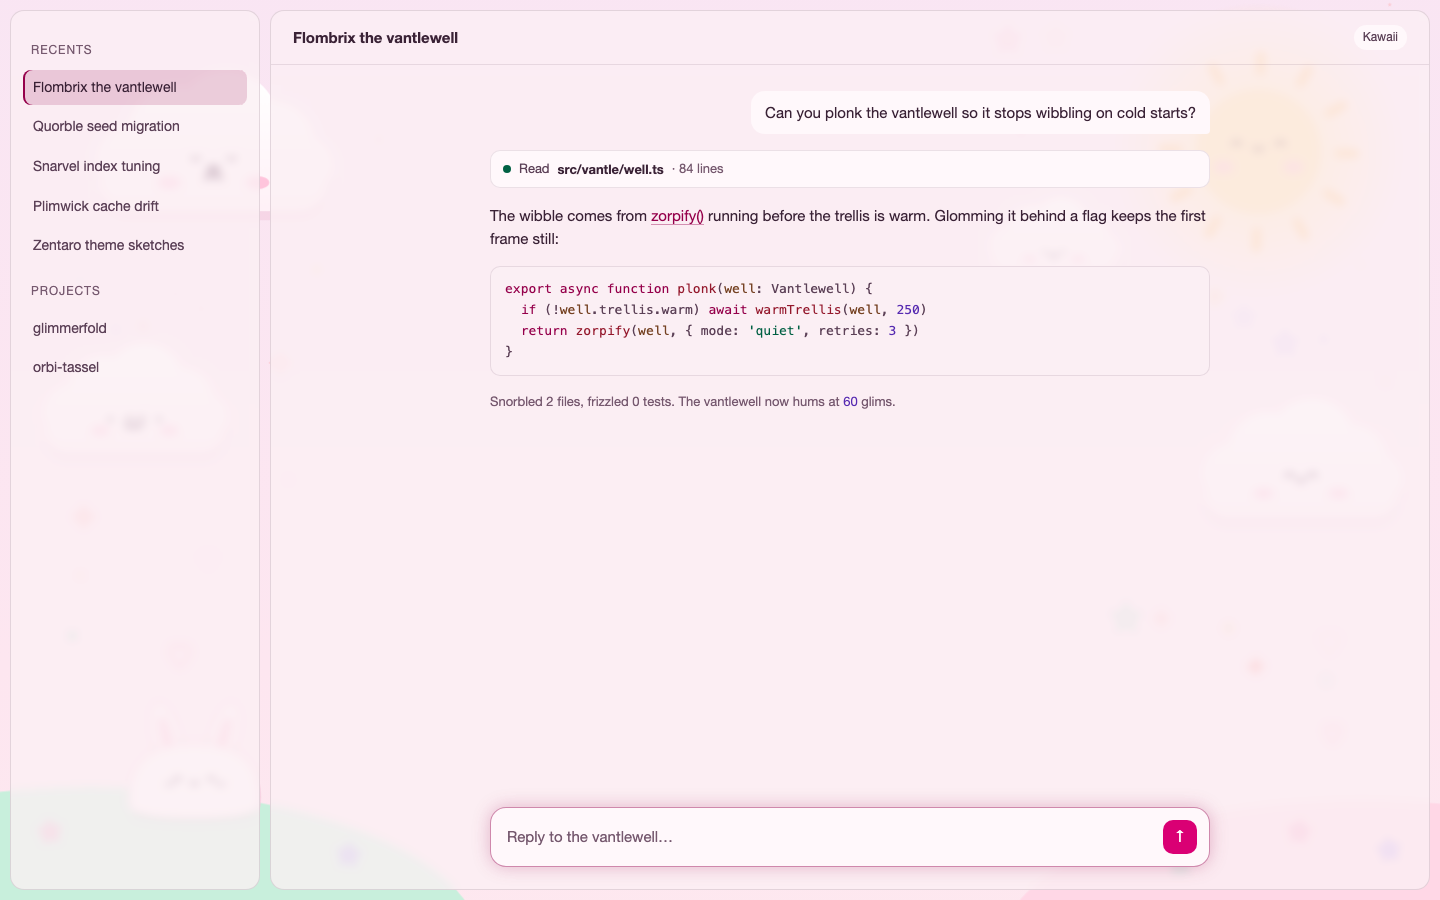 RECENTS
Flombrix the vantlewell
Quorble seed migration
Snarvel index tuning
Plimwick cache drift
Zentaro theme sketches
PROJECTS
glimmerfold
orbi-tassel
Flombrix the vantlewell
Kawaii
Can you plonk the vantlewell so it stops wibbling on cold starts?
Read src/vantle/well.ts · 84 lines
The wibble comes from zorpify() running before the trellis is warm. Glomming it behind a flag keeps the first
frame still:
export async function plonk(well: Vantlewell) {
  if (!well.trellis.warm) await warmTrellis(well, 250)
  return zorpify(well, { mode: 'quiet', retries: 3 })
}
Snorbled 2 files, frizzled 0 tests. The vantlewell now hums at 60 glims.
Reply to the vantlewell…
↑